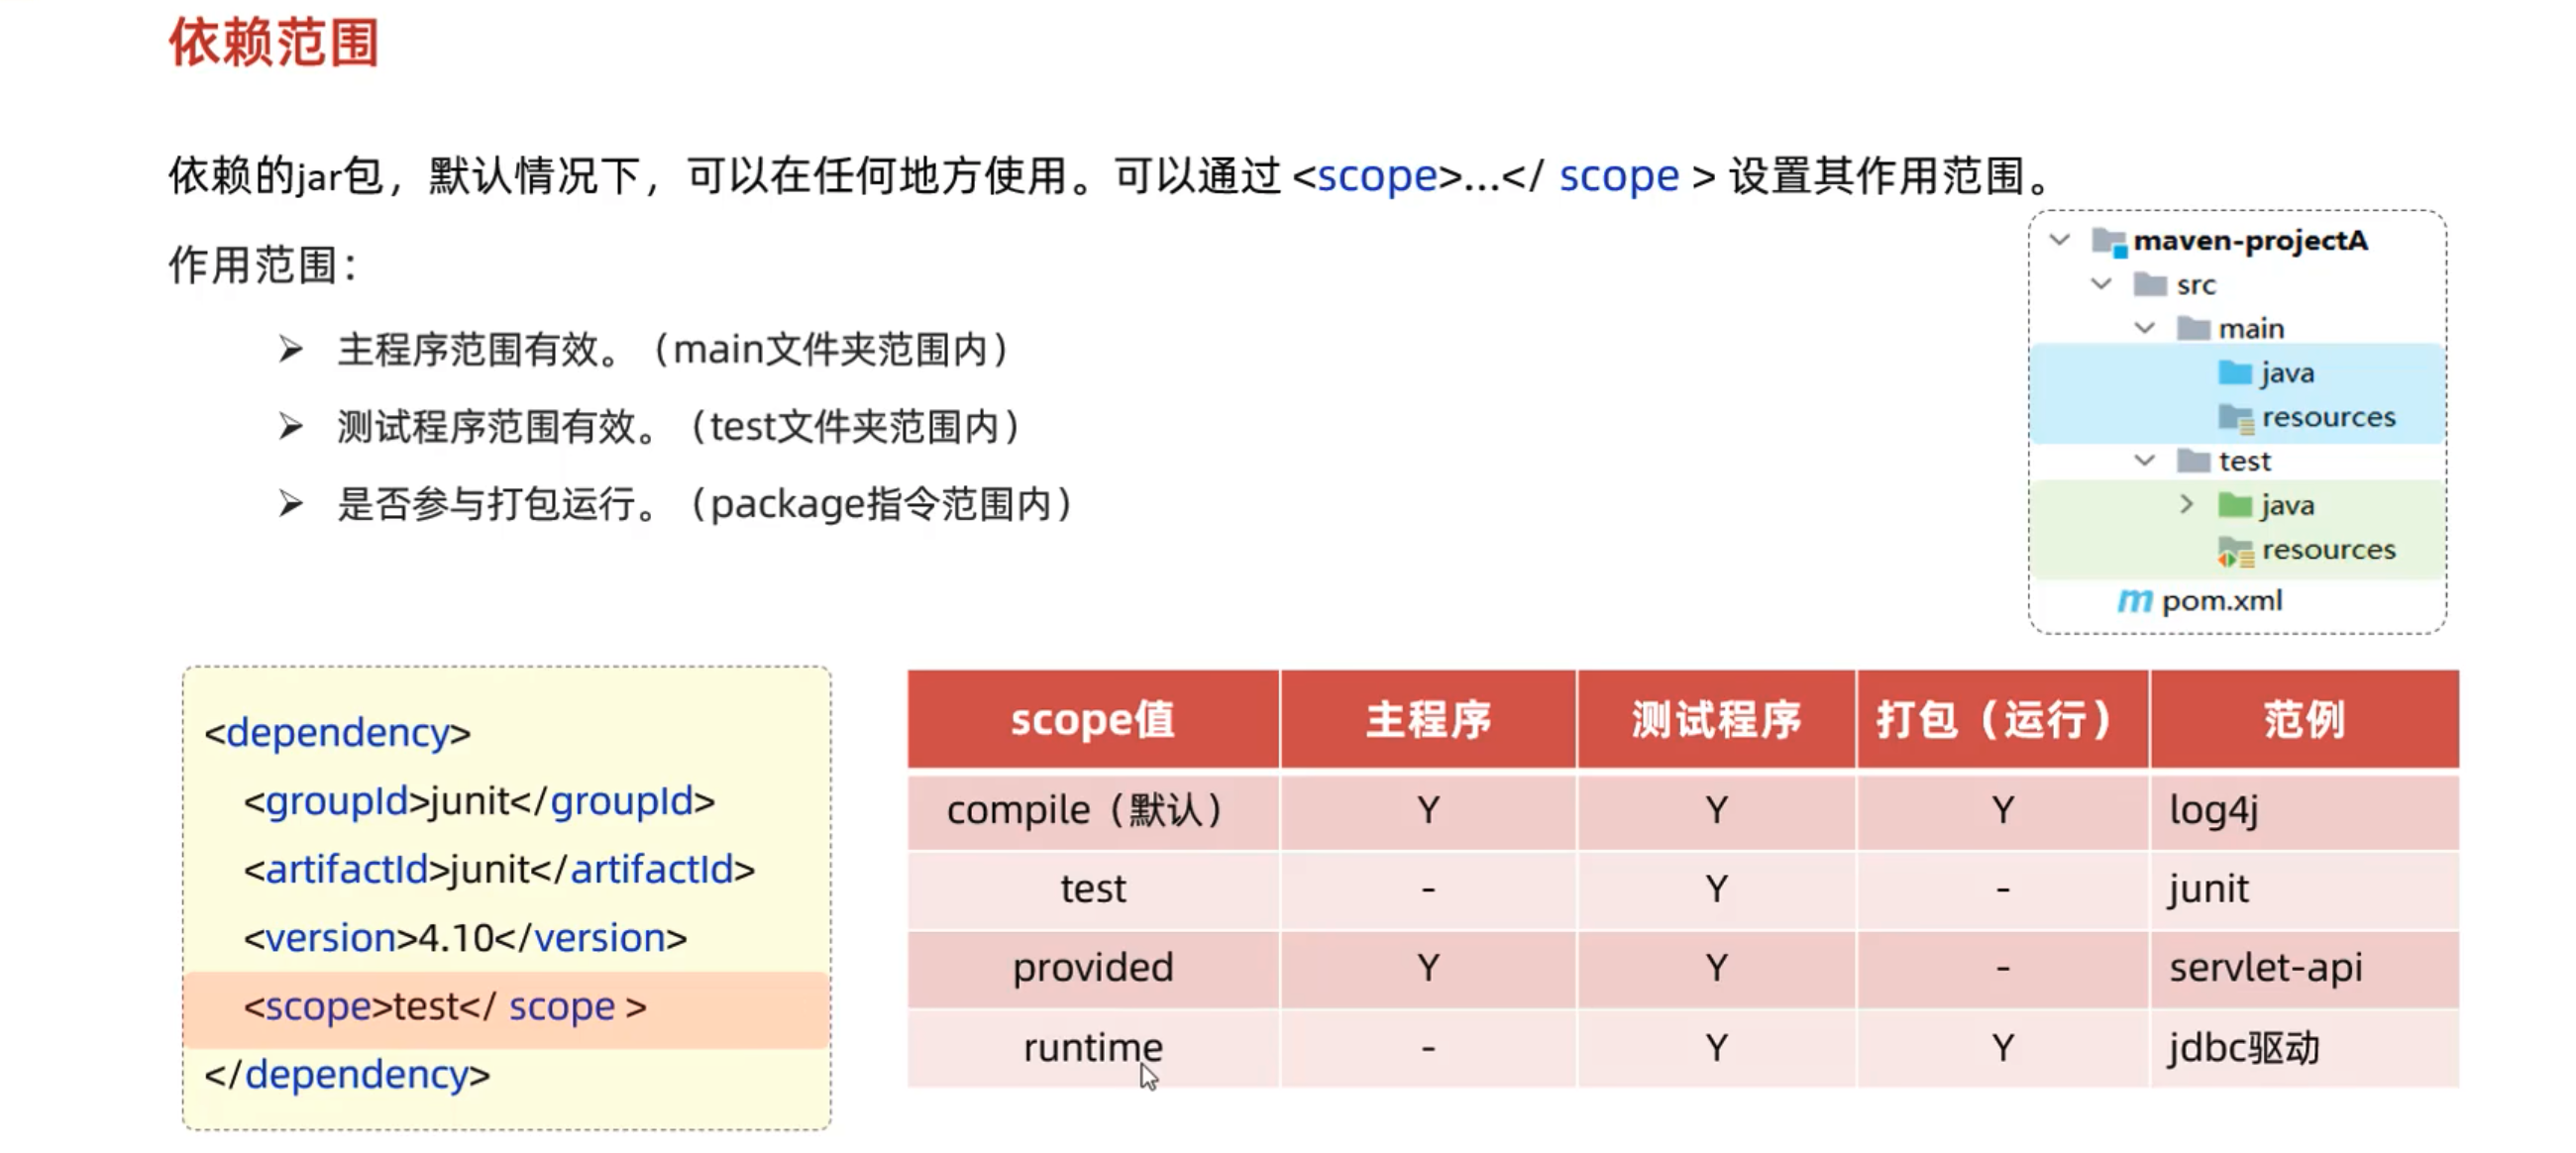 依赖范围
依赖的jar包，默认情况下，可以在任何地方使用。可以通过 <scope>...</ scope > 设置其作用范围。
作用范围：
➢ 主程序范围有效。（main文件夹范围内）
➢ 测试程序范围有效。（test文件夹范围内）
➢ 是否参与打包运行。（package指令范围内）
maven-projectA
src
main
java
resources
test
java
resources
pom.xml
<dependency>
<groupId>junit</groupId>
<artifactId>junit</artifactId>
<version>4.10</version>
<scope>test</ scope >
</dependency>
scope值 主程序 测试程序 打包（运行） 范例
compile（默认） Y Y Y log4j
test - Y - junit
provided Y Y - servlet-api
runtime - Y Y jdbc驱动